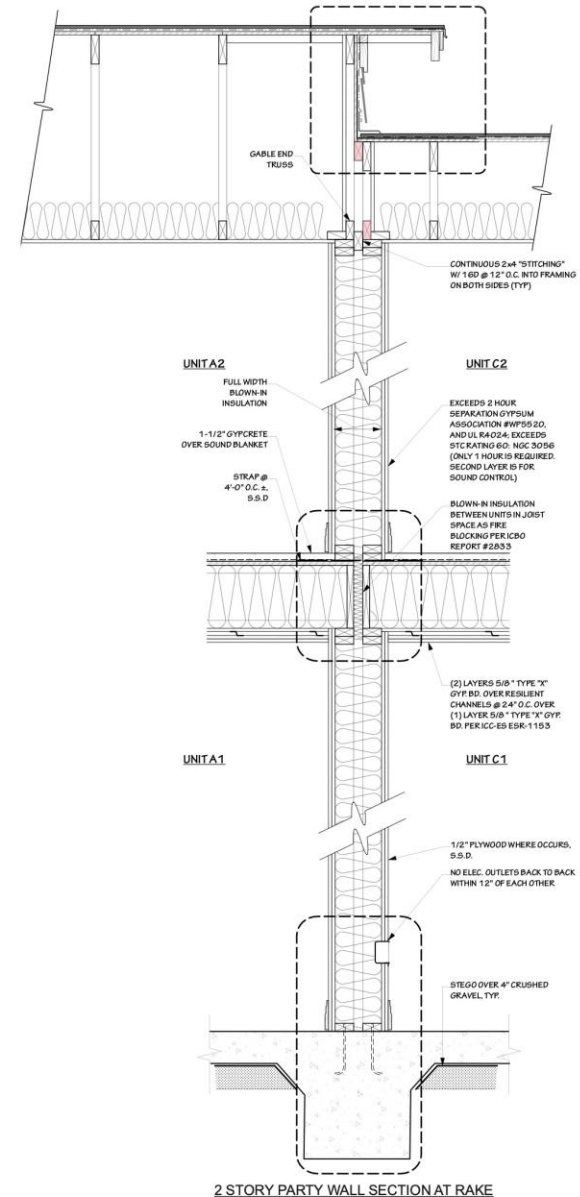 GABLE END
TRUSS
CONTINUOUS 2x4 "STITCHING"
W/ 16D @ 12" O.C. INTO FRAMING
ON BOTH SIDES (TYP)
UNIT A2
UNIT C2
FULL WIDTH
BLOWN-IN
INSULATION
1-1/2" GYPCRETE
OVER SOUND BLANKET
STRAP @
4'-0" O.C. ±,
S.S.D
EXCEEDS 2 HOUR
SEPARATION GYPSUM
ASSOCIATION #WP5520,
AND UL R4024; EXCEEDS
STC RATING 60: NGC 3056
(ONLY 1 HOUR IS REQUIRED.
SECOND LAYER IS FOR
SOUND CONTROL)
BLOWN-IN INSULATION
BETWEEN UNITS IN JOIST
SPACE AS FIRE
BLOCKING PER ICBO
REPORT #2833
(2) LAYERS 5/8" TYPE "X"
GYP. BD. OVER RESILIENT
CHANNELS @ 24" O.C. OVER
(1) LAYER 5/8" TYPE "X" GYP.
BD. PER ICC-ES ESR-1153
UNIT A1
UNIT C1
1/2" PLYWOOD WHERE OCCURS,
S.S.D.
NO ELEC. OUTLETS BACK TO BACK
WITHIN 12" OF EACH OTHER
STEGO OVER 4" CRUSHED
GRAVEL, TYP.
2 STORY PARTY WALL SECTION AT RAKE